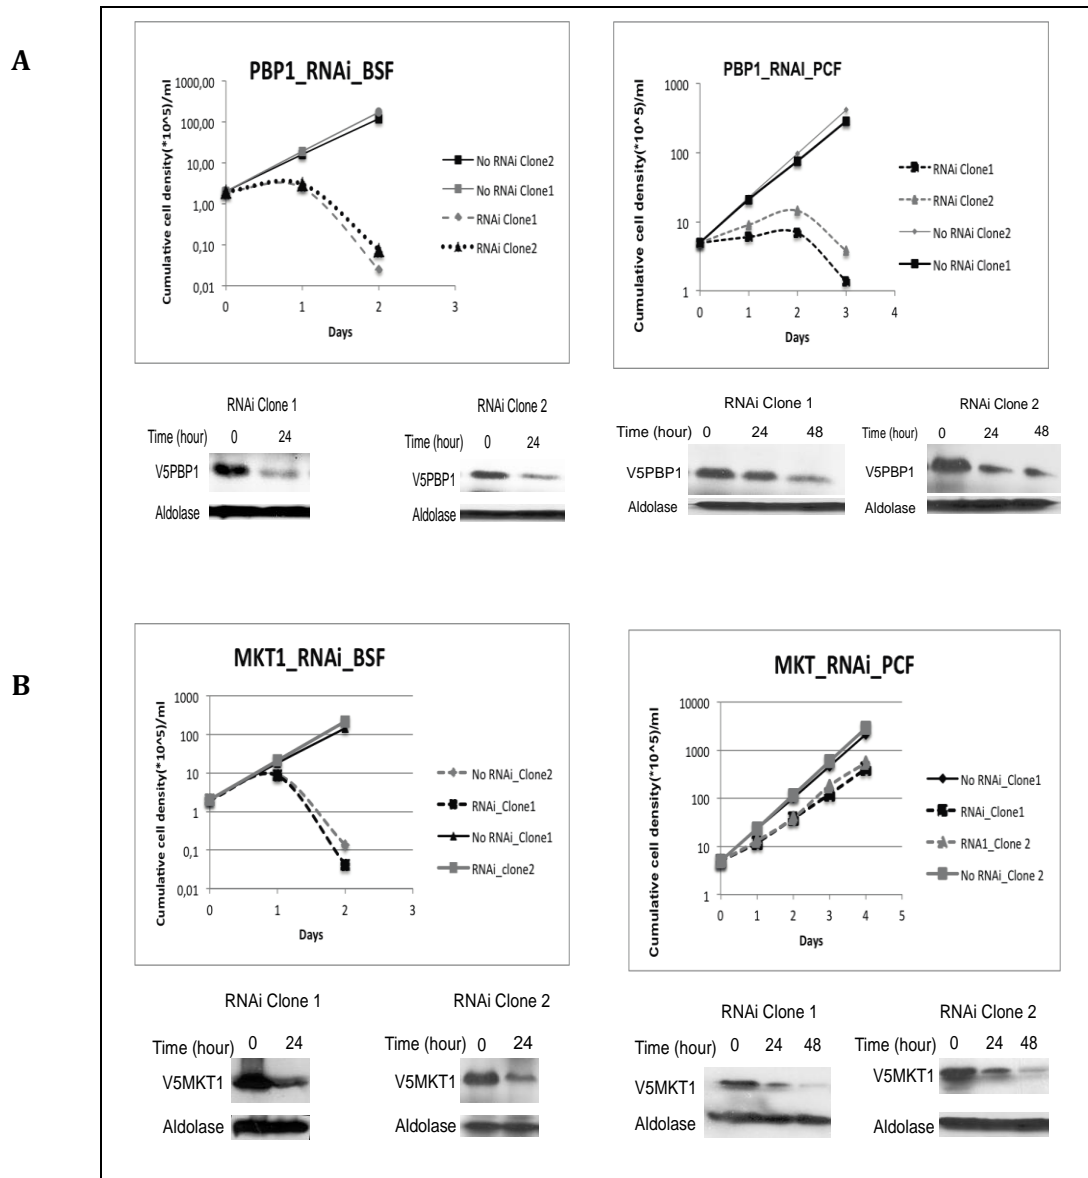 A
PBP1_RNAi_BSF
Cumulative cell density(*10^5)/ml
1000,00
100,00
10,00
1,00
0,10
0,01
0 1 2 3
Days
No RNAi Clone2
No RNAi Clone1
RNAi Clone1
RNAi Clone2
PBP1_RNAI_PCF
Cumulative cell density(*10^5)/ml
1000
100
10
1
0 1 2 3 4
Days
RNAi Clone1
RNAi Clone2
No RNAi Clone2
No RNAi Clone1
RNAi Clone 1
Time (hour) 0 24
V5PBP1
Aldolase
RNAi Clone 2
Time (hour) 0 24
V5PBP1
Aldolase
RNAi Clone 1
Time (hour) 0 24 48
V5PBP1
Aldolase
RNAi Clone 2
Time (hour) 0 24 48
V5PBP1
Aldolase
B
MKT1_RNAi_BSF
Cumulative cell density(*10^5)/ml
1000
100
10
1
0,1
0,01
0 1 2 3
Days
No RNAi_Clone2
RNAi_Clone1
No RNAi_Clone1
RNAi_clone2
MKT_RNAi_PCF
Cumulative cell density(*10^5)/ml
10000
1000
100
10
1
0 1 2 3 4 5
Days
No RNAi_Clone1
RNAi_Clone1
RNA1_Clone 2
No RNAi_Clone 2
RNAi Clone 1
Time (hour) 0 24
V5MKT1
Aldolase
RNAi Clone 2
Time (hour) 0 24
V5MKT1
Aldolase
RNAi Clone 1
Time (hour) 0 24 48
V5MKT1
Aldolase
RNAi Clone 2
Time (hour) 0 24 48
V5MKT1
Aldolase